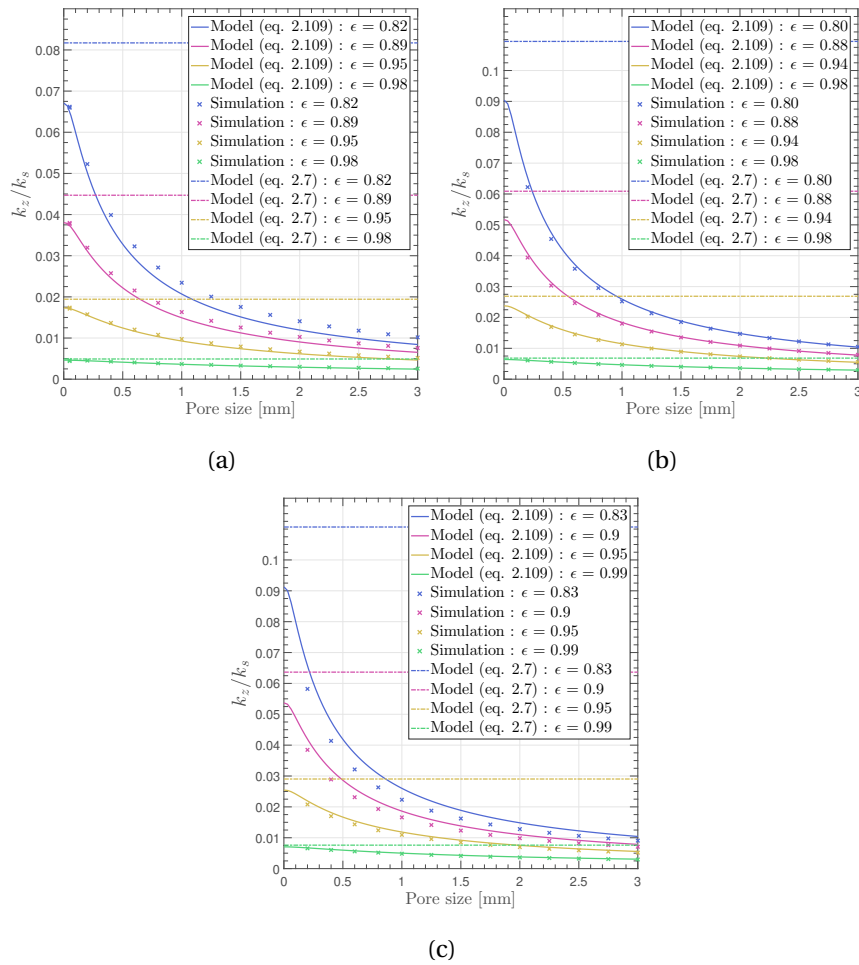 Model (eq. 2.109) : ϵ = 0.82
Model (eq. 2.109) : ϵ = 0.89
Model (eq. 2.109) : ϵ = 0.95
Model (eq. 2.109) : ϵ = 0.98
Simulation : ϵ = 0.82
Simulation : ϵ = 0.89
Simulation : ϵ = 0.95
Simulation : ϵ = 0.98
Model (eq. 2.7) : ϵ = 0.82
Model (eq. 2.7) : ϵ = 0.89
Model (eq. 2.7) : ϵ = 0.95
Model (eq. 2.7) : ϵ = 0.98
0.08
0.07
0.06
0.05
0.04
0.03
0.02
0.01
0
k_z/k_s
0 0.5 1 1.5 2 2.5 3
Pore size [mm]
(a)
Model (eq. 2.109) : ϵ = 0.80
Model (eq. 2.109) : ϵ = 0.88
Model (eq. 2.109) : ϵ = 0.94
Model (eq. 2.109) : ϵ = 0.98
Simulation : ϵ = 0.80
Simulation : ϵ = 0.88
Simulation : ϵ = 0.94
Simulation : ϵ = 0.98
Model (eq. 2.7) : ϵ = 0.80
Model (eq. 2.7) : ϵ = 0.88
Model (eq. 2.7) : ϵ = 0.94
Model (eq. 2.7) : ϵ = 0.98
0.1
0.09
0.08
0.07
0.06
0.05
0.04
0.03
0.02
0.01
0
k_z/k_s
0 0.5 1 1.5 2 2.5 3
Pore size [mm]
(b)
Model (eq. 2.109) : ϵ = 0.83
Model (eq. 2.109) : ϵ = 0.9
Model (eq. 2.109) : ϵ = 0.95
Model (eq. 2.109) : ϵ = 0.99
Simulation : ϵ = 0.83
Simulation : ϵ = 0.9
Simulation : ϵ = 0.95
Simulation : ϵ = 0.99
Model (eq. 2.7) : ϵ = 0.83
Model (eq. 2.7) : ϵ = 0.9
Model (eq. 2.7) : ϵ = 0.95
Model (eq. 2.7) : ϵ = 0.99
0.1
0.09
0.08
0.07
0.06
0.05
0.04
0.03
0.02
0.01
0
k_z/k_s
0 0.5 1 1.5 2 2.5 3
Pore size [mm]
(c)